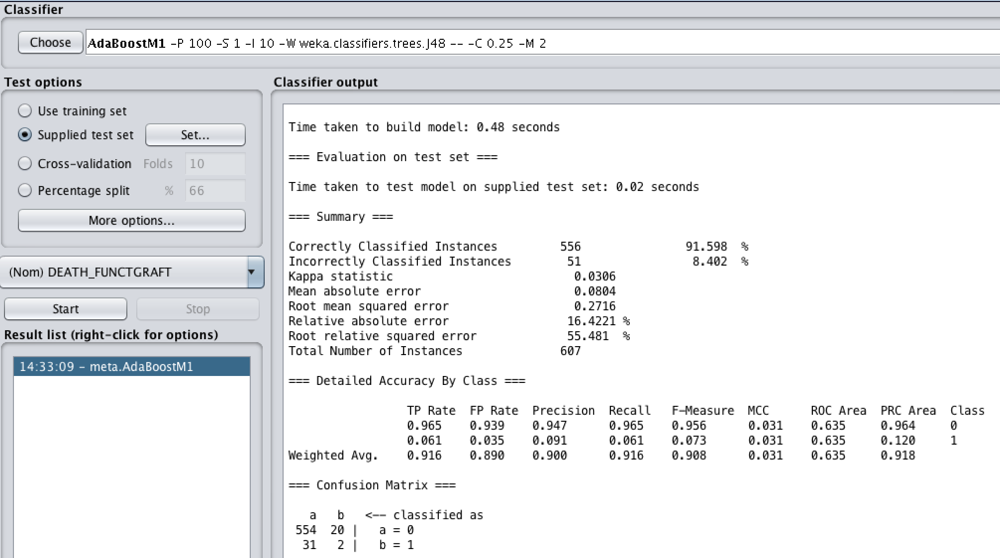 Classifier
Choose
AdaBoostM1 -P 100 -S 1 -I 10 -W weka.classifiers.trees.J48 -- -C 0.25 -M 2
Test options
Use training set
Supplied test set Set...
Cross-validation Folds 10
Percentage split % 66
More options...
(Nom) DEATH_FUNCTGRAFT
Start Stop
Result list (right-click for options)
14:33:09 - meta.AdaBoostM1
Classifier output
Time taken to build model: 0.48 seconds
=== Evaluation on test set ===
Time taken to test model on supplied test set: 0.02 seconds
=== Summary ===
Correctly Classified Instances 556 91.598 %
Incorrectly Classified Instances 51 8.402 %
Kappa statistic 0.0306
Mean absolute error 0.0804
Root mean squared error 0.2716
Relative absolute error 16.4221 %
Root relative squared error 55.481 %
Total Number of Instances 607
=== Detailed Accuracy By Class ===
TP Rate FP Rate Precision Recall F-Measure MCC ROC Area PRC Area Class
0.965 0.939 0.947 0.965 0.956 0.031 0.635 0.964 0
0.061 0.035 0.091 0.061 0.073 0.031 0.635 0.120 1
Weighted Avg. 0.916 0.890 0.900 0.916 0.908 0.031 0.635 0.918
=== Confusion Matrix ===
a b <-- classified as
554 20 | a = 0
31 2 | b = 1